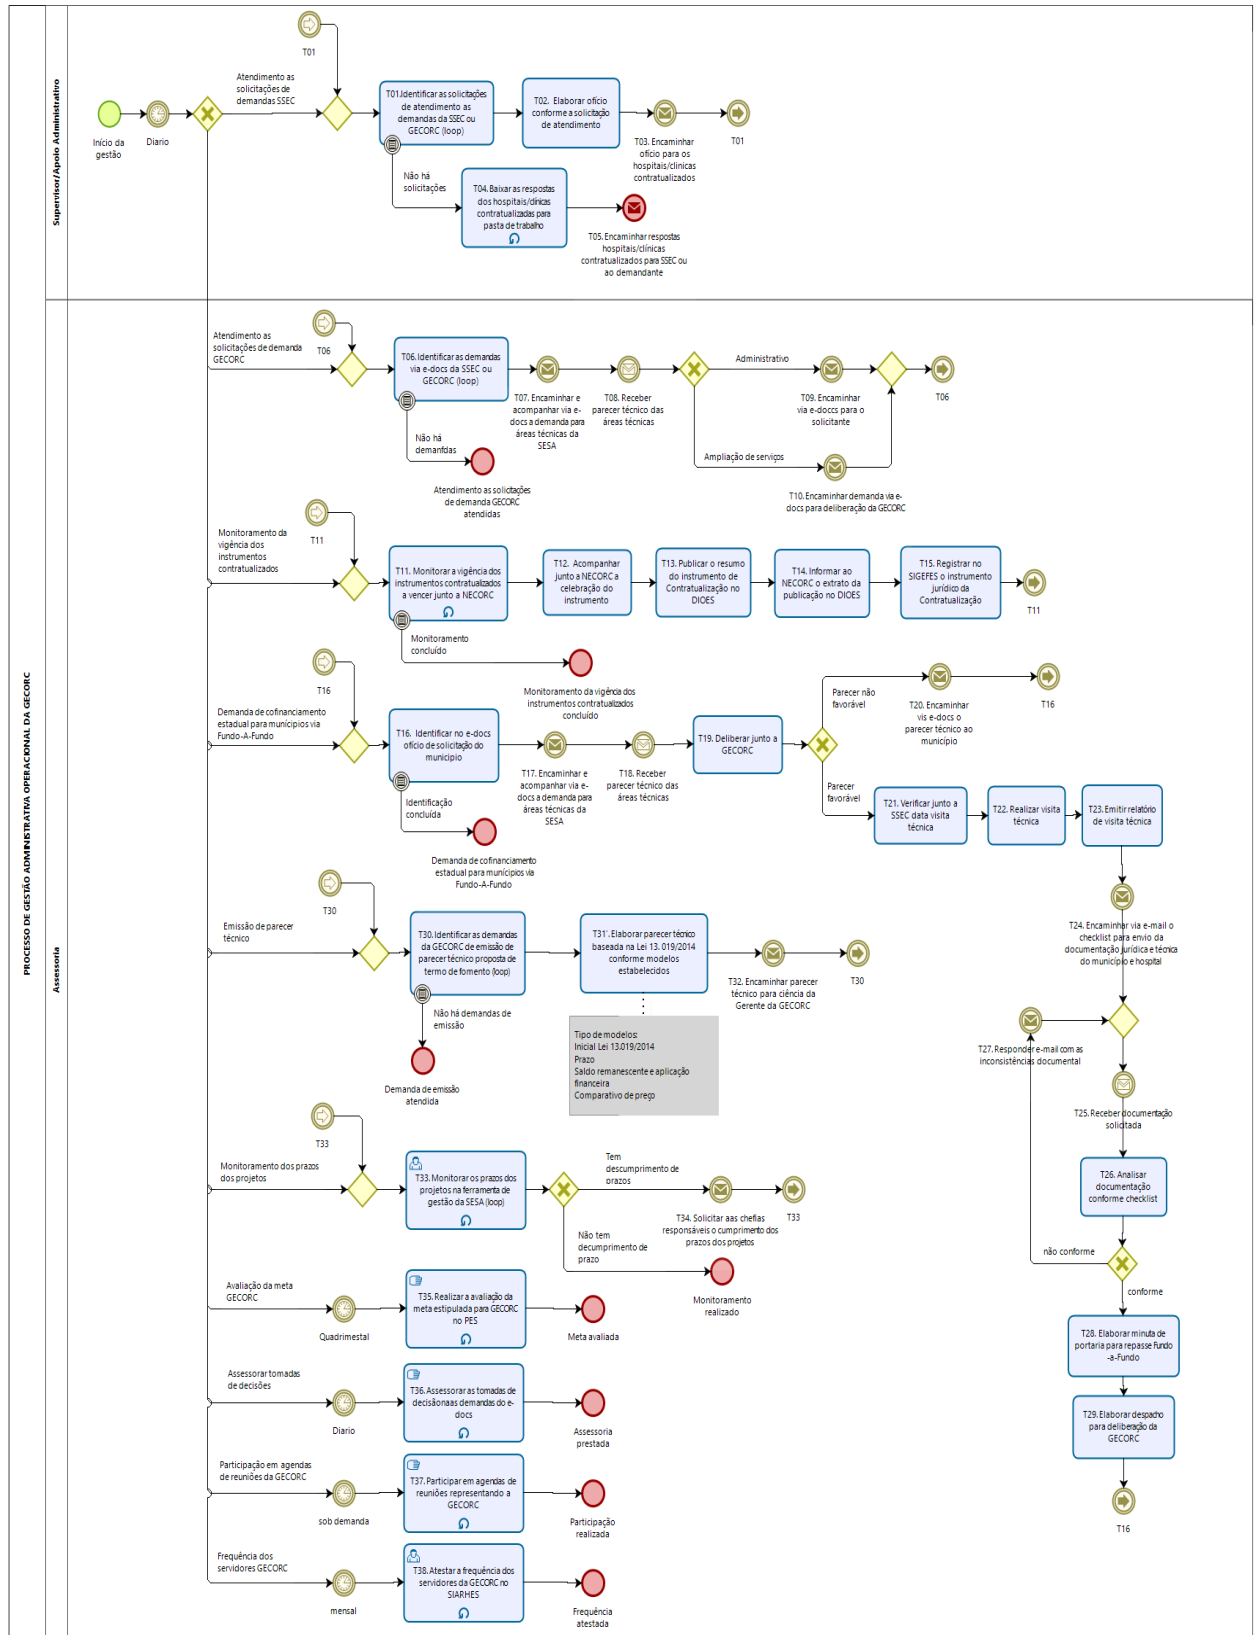 PROCESSO DE GESTÃO ADMINISTRATIVA OPERACIONAL DA GECORC
Supervisor/Apoio Administrativo
T01
Início da
gestão
Diario
Atendimento as
solicitações de
demandas SSEC
T01.Identificar as solicitações
de atendimento as
demandas da SSEC ou
GECORC (loop)
T02. Elaborar ofício
conforme a solicitação
de atendimento
T03. Encaminhar
ofício para os
hospitais/clinicas
contratualizados
T01
Não há
solicitações
T04. Baixar as respostas
dos hospitais/clínicas
contratualizadas para
pasta de trabalho
T05. Encaminhar respostas
hospitais/clínicas
contratualizados para SSEC ou
ao demandante
Assessoria
Atendimento as
solicitações de demanda
GECORC
T06
T06. Identificar as demandas
via e-docs da SSEC ou
GECORC (loop)
T07. Encaminhar e
acompanhar via e-
docs a demanda para
áreas técnicas da
SESA
T08. Receber
parecer técnico das
áreas técnicas
Administrativo
T09. Encaminhar
via e-doccs para o
solicitante
T06
Não há
demanfdas
Atendimento as solicitações
de demanda GECORC
atendidas
Ampliação de serviços
T10. Encaminhar demanda via e-
docs para deliberação da GECORC
Monitoramento da
vigência dos
instrumentos
contratualizados
T11
T11. Monitorar a vigência dos
instrumentos contratualizados
a vencer junto a NECORC
T12. Acompanhar
junto a NECORC a
celebração do
instrumento
T13. Publicar o resumo
do instrumento de
Contratualização no
DIOES
T14. Informar ao
NECORC o extrato da
publicação no DIOES
T15. Registrar no
SIGEFES o instrumento
jurídico da
Contratualização
T11
Monitoramento
concluído
Monitoramento da vigência dos
instrumentos contratualizados
concluído
Demanda de cofinanciamento
estadual para munícipios via
Fundo-A-Fundo
T16
T16. Identificar no e-docs
ofício de solicitação do
municipio
T17. Encaminhar e
acompanhar via e-
docs a demanda para
áreas técnicas da
SESA
T18. Receber
parecer técnico das
áreas técnicas
T19. Deliberar junto a
GECORC
Parecer não
favorável
T20. Encaminhar
vis e-docs o
parecer técnico ao
município
T16
Identificação
concluída
Demanda de cofinanciamento
estadual para munícipios via
Fundo-A-Fundo
Parecer
favorável
T21. Verificar junto a
SSEC data visita
técnica
T22. Realizar visita
técnica
T23. Emitir relatório
de visita técnica
T24. Encaminhar via e-mail o
checklist para envio da
documentação jurídica e técnica
do município e hospital
T27. Responder e-mail com as
inconsistências documental
T25. Receber documentação
solicitada
T26. Analisar
documentação
conforme checklist
não conforme
conforme
T28. Elaborar minuta de
portaria para repasse Fundo
-a-Fundo
T29. Elaborar despacho
para deliberação da
GECORC
T16
Emissão de parecer
técnico
T30
T30. Identificar as demandas
da GECORC de emissão de
parecer técnico proposta de
termo de fomento (loop)
T31'. Elaborar parecer técnico
baseada na Lei 13. 019/2014
conforme modelos
estabelecidos
T32. Encaminhar parecer
técnico para ciência da
Gerente da GECORC
T30
Não há demandas de
emissão
Demanda de emissão
atendida
Tipo de modelos:
Inicial Lei 13.019/2014
Prazo
Saldo remanescente e aplicação
financeira
Comparativo de preço
Monitoramento dos prazos
dos projetos
T33
T33. Monitorar os prazos dos
projetos na ferramenta de
gestão da SESA (loop)
Tem
descumprimento de
prazos
T34. Solicitar aas chefias
responsáveis o cumprimento dos
prazos dos projetos
T33
Não tem
decumprimento de
prazo
Monitoramento
realizado
Avaliação da meta
GECORC
Quadrimestal
T35. Realizar a avaliação da
meta estipulada para GECORC
no PES
Meta avaliada
Assessorar tomadas
de decisões
Diario
T36. Assessorar as tomadas de
decisãonaas demandas do e-
docs
Assessoria
prestada
Participação em agendas
de reuniões da GECORC
sob demanda
T37. Participar em agendas de
reuniões representando a
GECORC
Participação
realizada
Frequência dos
servidores GECORC
mensal
T38. Atestar a frequência dos
servidores da GECORC no
SIARHES
Frequência
atestada